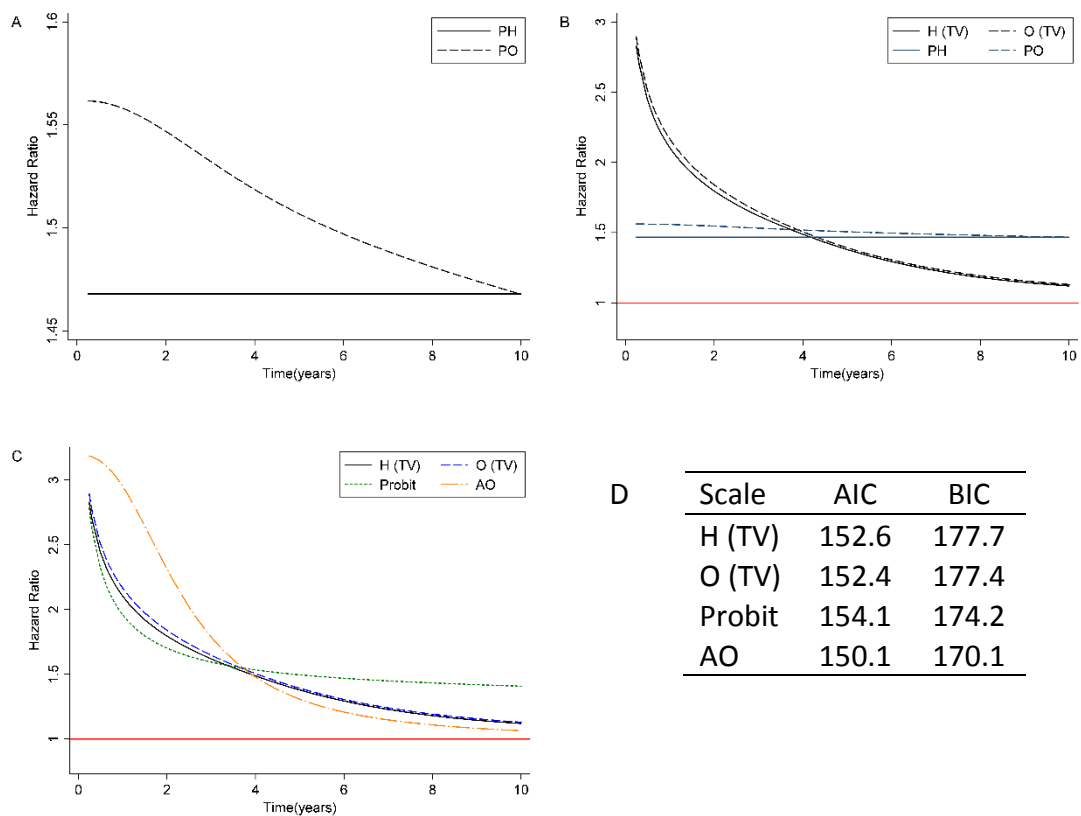 A
PH
PO
1.6
1.55
1.5
1.45
Hazard Ratio
0 2 4 6 8 10
Time(years)
B
H (TV) O (TV)
PH PO
3
2.5
2
1.5
1
Hazard Ratio
0 2 4 6 8 10
Time(years)
C
H (TV) O (TV)
Probit AO
3
2.5
2
1.5
1
Hazard Ratio
0 2 4 6 8 10
Time(years)
D
Scale AIC BIC
H (TV) 152.6 177.7
O (TV) 152.4 177.4
Probit 154.1 174.2
AO 150.1 170.1